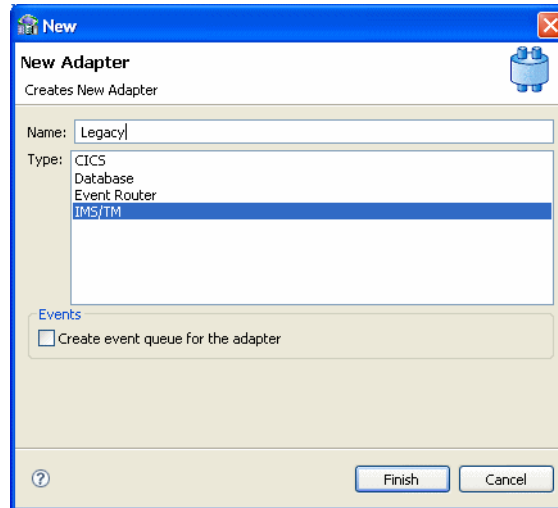 New
New Adapter
Creates New Adapter
Name: Legacy
Type: CICS
Database
Event Router
IMS/TM
Events
Create event queue for the adapter
? Finish Cancel